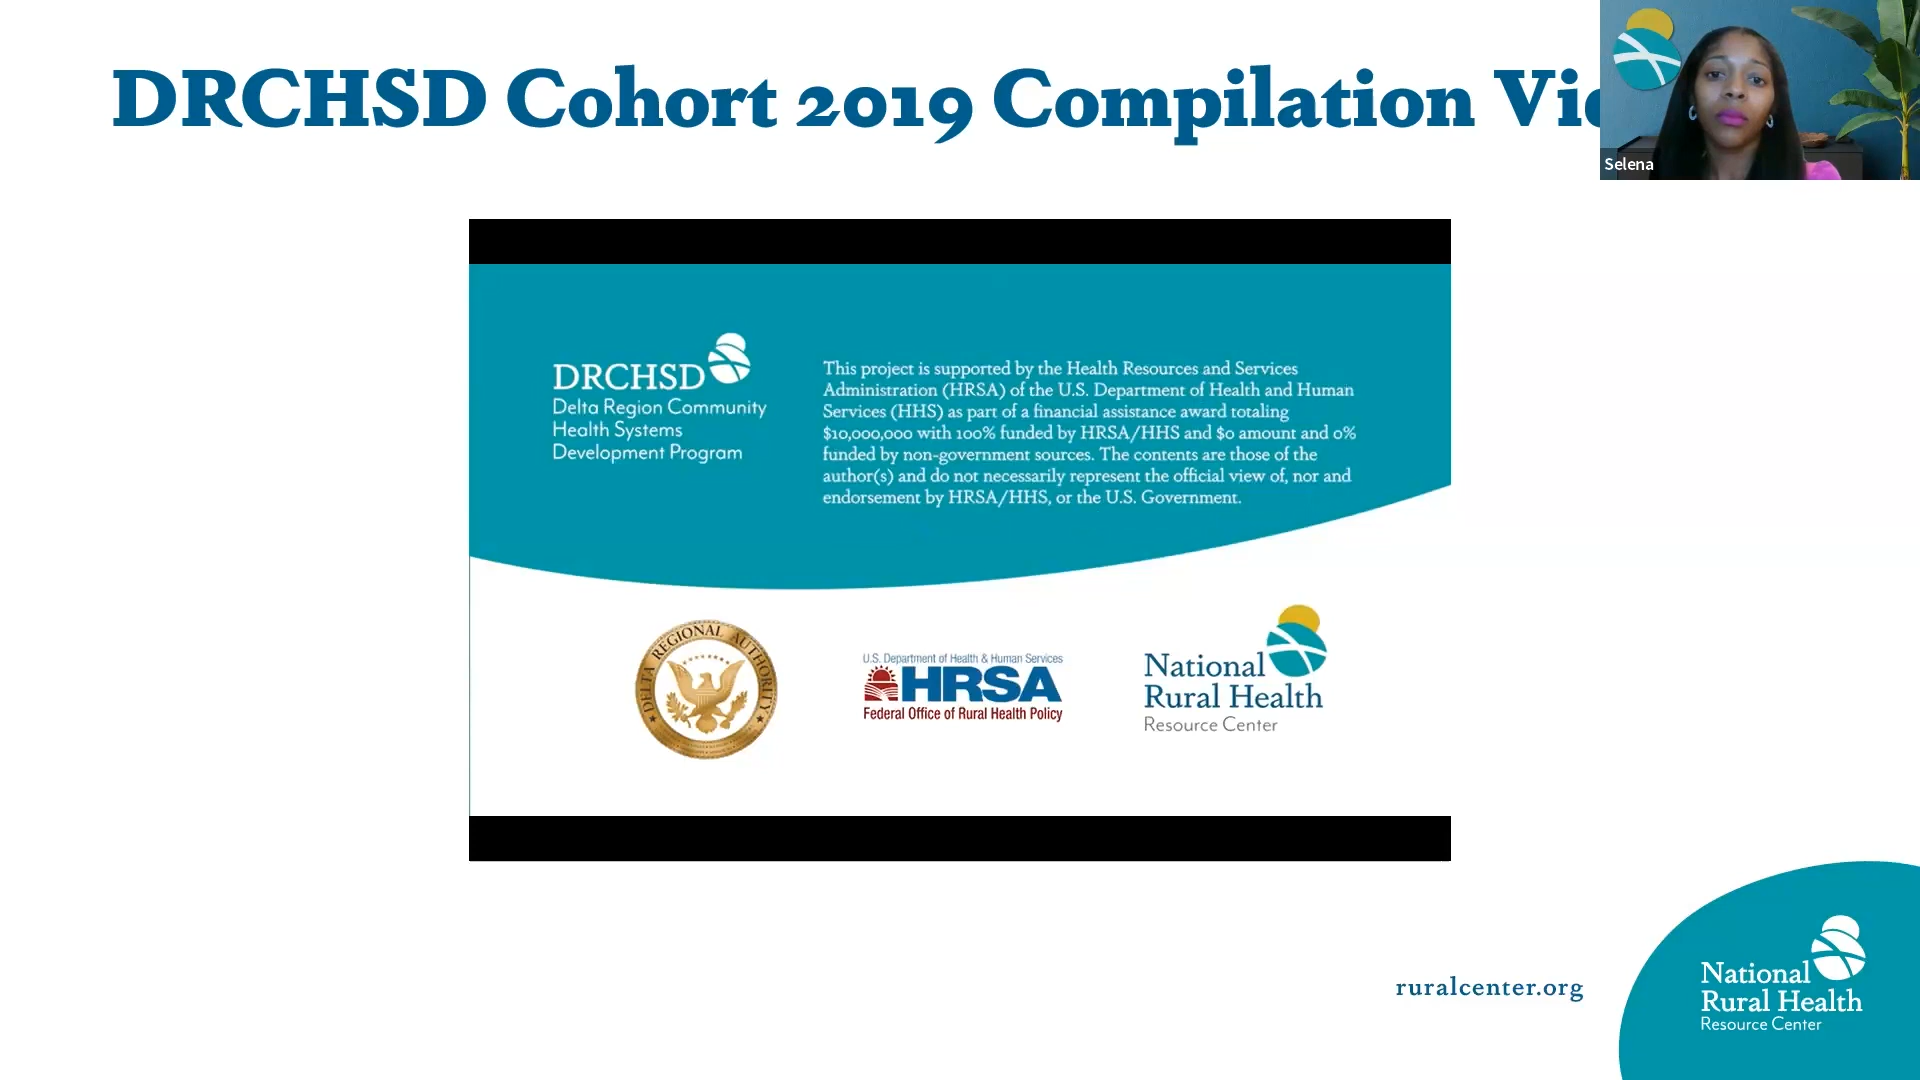 DRCHSD Cohort 2019 Compilation Vid
Selena
DRCHSD
Delta Region Community
Health Systems
Development Program
This project is supported by the Health Resources and Services
Administration (HRSA) of the U.S. Department of Health and Human
Services (HHS) as part of a financial assistance award totaling
$10,000,000 with 100% funded by HRSA/HHS and $0 amount and 0%
funded by non-government sources. The contents are those of the
author(s) and do not necessarily represent the official view of, nor and
endorsement by HRSA/HHS, or the U.S. Government.
DELTA REGIONAL AUTHORITY
U.S. Department of Health & Human Services
HRSA
Federal Office of Rural Health Policy
National
Rural Health
Resource Center
ruralcenter.org
National
Rural Health
Resource Center